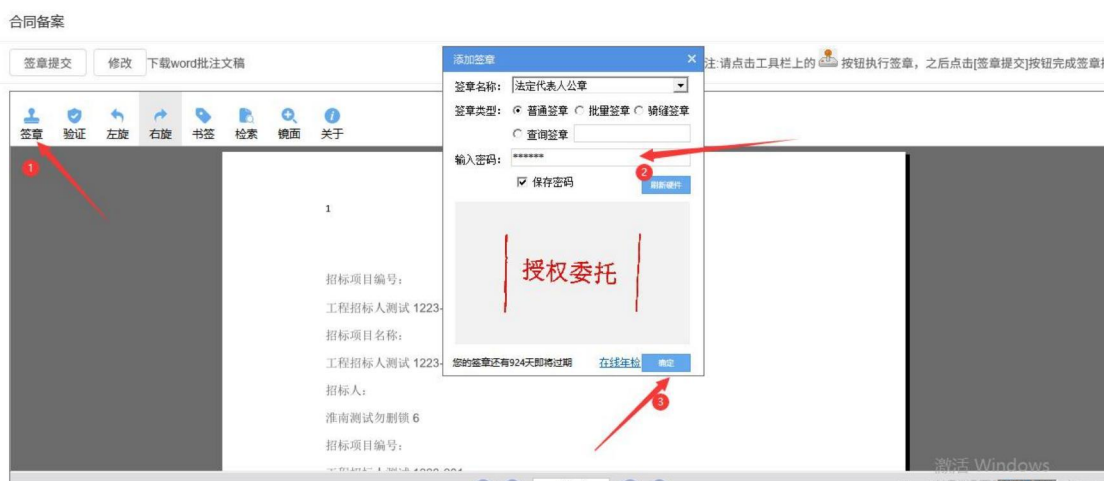 合同备案
签章提交 修改 下载word批注文稿
注:请点击工具栏上的 按钮执行签章，之后点击[签章提交]按钮完成签章
签章 验证 左旋 右旋 书签 检索 镜面 关于
1
添加签章 ×
签章名称： 法定代表人公章
签章类型： 普通签章 批量签章 骑缝签章
查询签章
输入密码： ******
2
保存密码 刷新硬件
授权委托
您的签章还有924天即将过期 在线年检 确定
3
1
招标项目编号：
工程招标人测试 1223-
招标项目名称：
工程招标人测试 1223-
招标人：
淮南测试勿删锁 6
招标项目编号：
激活 Windows